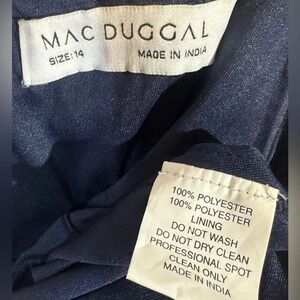 MAC DUGGAL
SIZE: 14 MADE IN INDIA
100% POLYESTER
100% POLYESTER
LINING
DO NOT WASH
DO NOT DRY CLEAN
PROFESSIONAL SPOT
CLEAN ONLY
MADE IN INDIA